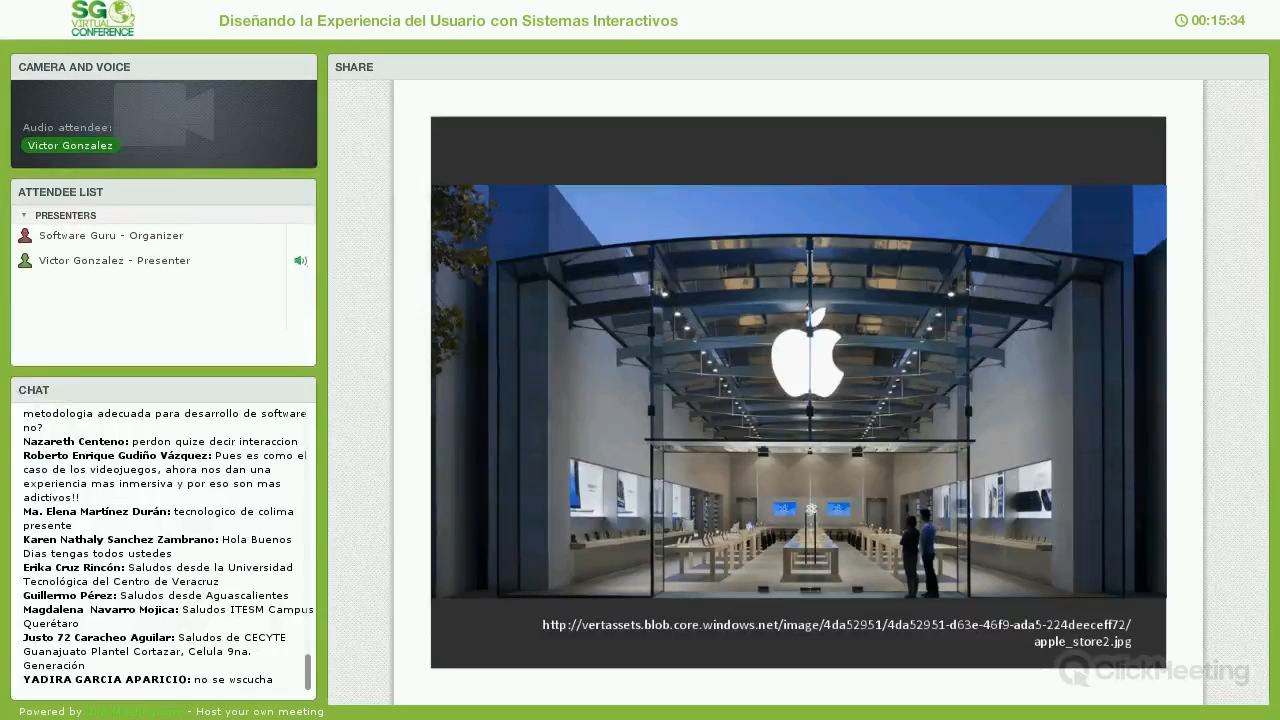 SG
VIRTUAL
CONFERENCE
Diseñando la Experiencia del Usuario con Sistemas Interactivos
00:15:34
CAMERA AND VOICE
Audio attendee:
Victor Gonzalez
ATTENDEE LIST
PRESENTERS
Software Guru - Organizer
Victor Gonzalez - Presenter
CHAT
metodologia adecuada para desarrollo de software
no?
Nazareth Centeno: perdon quize decir interaccion
Roberto Enrique Gudiño Vázquez: Pues es como el
caso de los videojuegos, ahora nos dan una
experiencia mas inmersiva y por eso son mas
adictivos!!
Ma. Elena Martínez Durán: tecnologico de colima
presente
Karen Nathaly Sanchez Zambrano: Hola Buenos
Dias tengas todos ustedes
Erika Cruz Rincón: Saludos desde la Universidad
Tecnológica del Centro de Veracruz
Guillermo Pérez: Saludos desde Aguascalientes
Magdalena Navarro Mojica: Saludos ITESM Campus
Querétaro
Justo 72 Caracheo Aguilar: Saludos de CECYTE
Guanajuato Plantel Cortazar, Celula 9na.
Generación
YADIRA GARCIA APARICIO: no se wscucha
Powered by - Host your own meeting
SHARE
http://vertassets.blob.core.windows.net/image/4da52951/4da52951-d63e-46f9-ada5-224deeceff72/
apple_store2.jpg
ClickMeeting